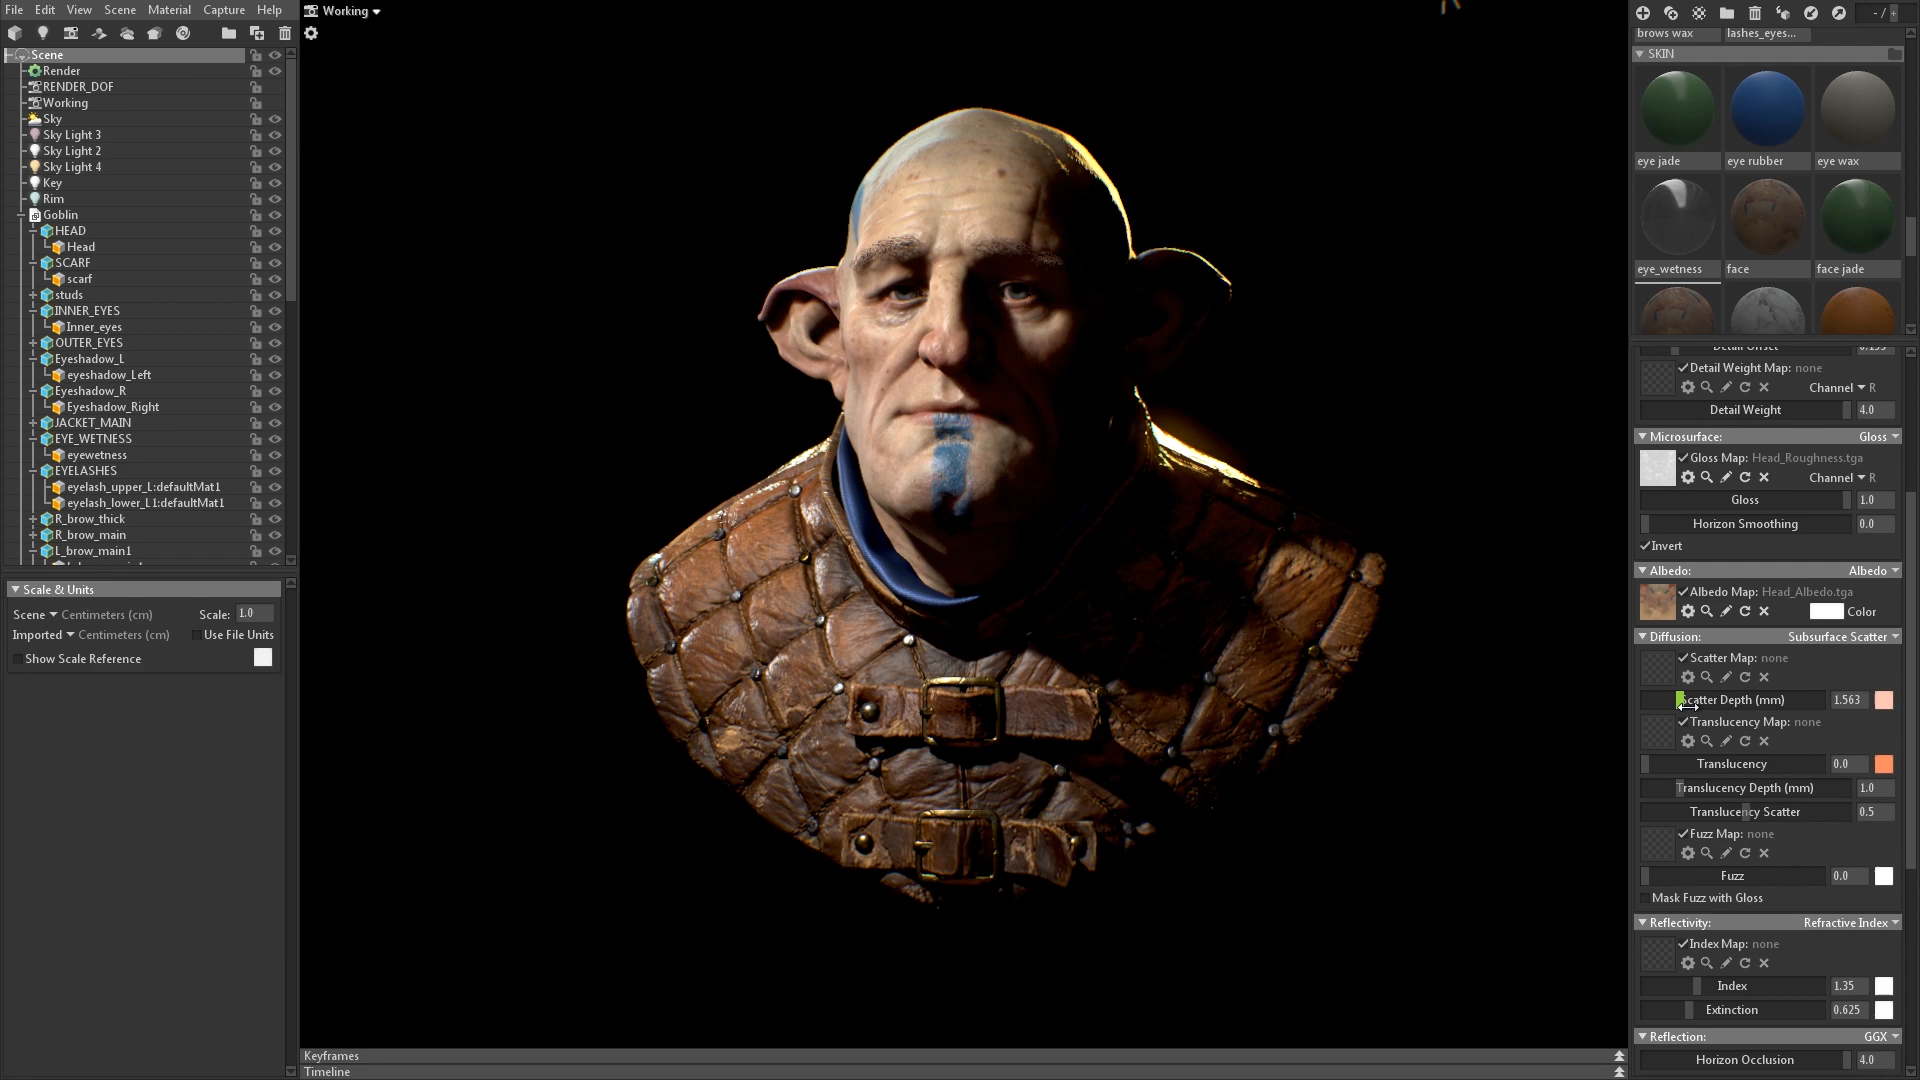 File Edit View Scene Material Capture Help
Scene
Render
RENDER_DOF
Working
Sky
Sky Light 3
Sky Light 2
Sky Light 4
Key
Rim
Goblin
HEAD
Head
SCARF
scarf
studs
INNER_EYES
Inner_eyes
OUTER_EYES
Eyeshadow_L
eyeshadow_Left
Eyeshadow_R
Eyeshadow_Right
JACKET_MAIN
EYE_WETNESS
eyewetness
EYELASHES
eyelash_upper_L:defaultMat1
eyelash_lower_L1:defaultMat1
R_brow_thick
R_brow_main
L_brow_main1
Scale & Units
Scene Centimeters (cm) Scale: 1.0
Imported Centimeters (cm) Use File Units
Show Scale Reference
Working
Keyframes
Timeline
- / +
brows wax lashes_eyes...
SKIN
eye jade eye rubber eye wax
eye_wetness face face jade
Detail Offset
Detail Weight Map: none
Channel R
Detail Weight 4.0
Microsurface: Gloss
Gloss Map: Head_Roughness.tga
Channel R
Gloss 1.0
Horizon Smoothing 0.0
Invert
Albedo: Albedo
Albedo Map: Head_Albedo.tga
Color
Diffusion: Subsurface Scatter
Scatter Map: none
Scatter Depth (mm) 1.563
Translucency Map: none
Translucency 0.0
Translucency Depth (mm) 1.0
Translucency Scatter 0.5
Fuzz Map: none
Fuzz 0.0
Mask Fuzz with Gloss
Reflectivity: Refractive Index
Index Map: none
Index 1.35
Extinction 0.625
Reflection: GGX
Horizon Occlusion 4.0